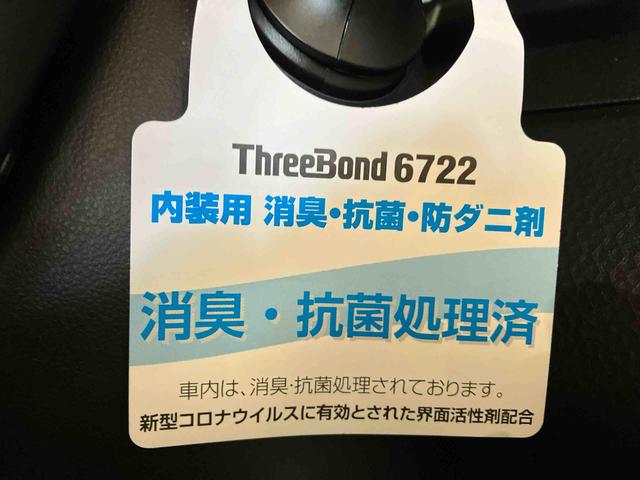 ThreeBond 6722
内装用 消臭・抗菌・防ダニ剤
消臭・抗菌処理済
車内は、消臭・抗菌処理されております。
新型コロナウイルスに有効とされた界面活性剤配合